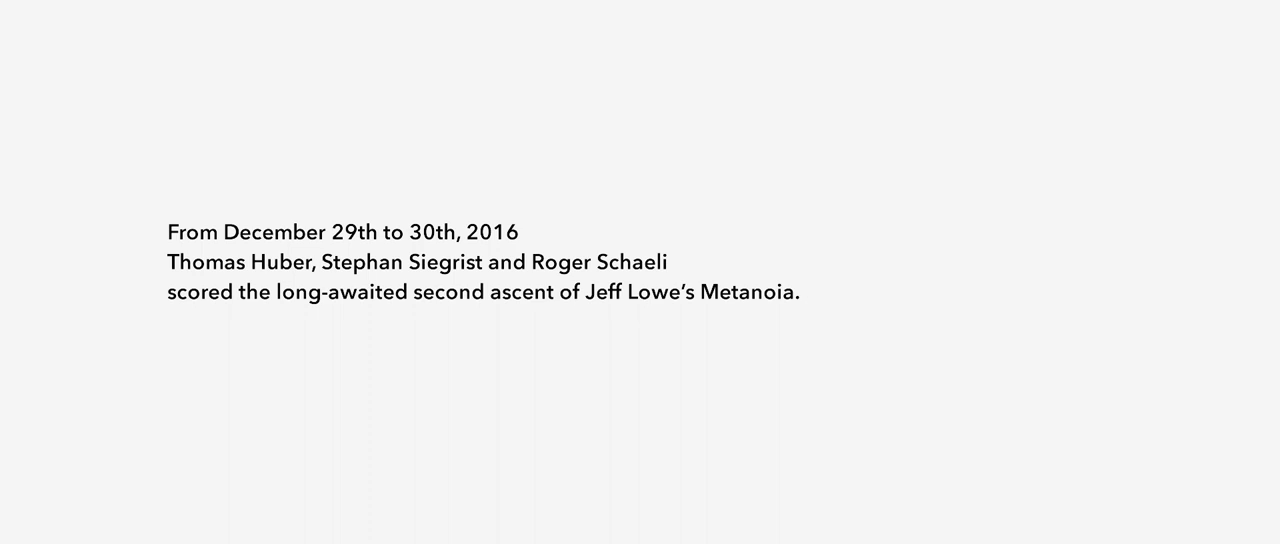 From December 29th to 30th, 2016
Thomas Huber, Stephan Siegrist and Roger Schaeli
scored the long-awaited second ascent of Jeff Lowe’s Metanoia.